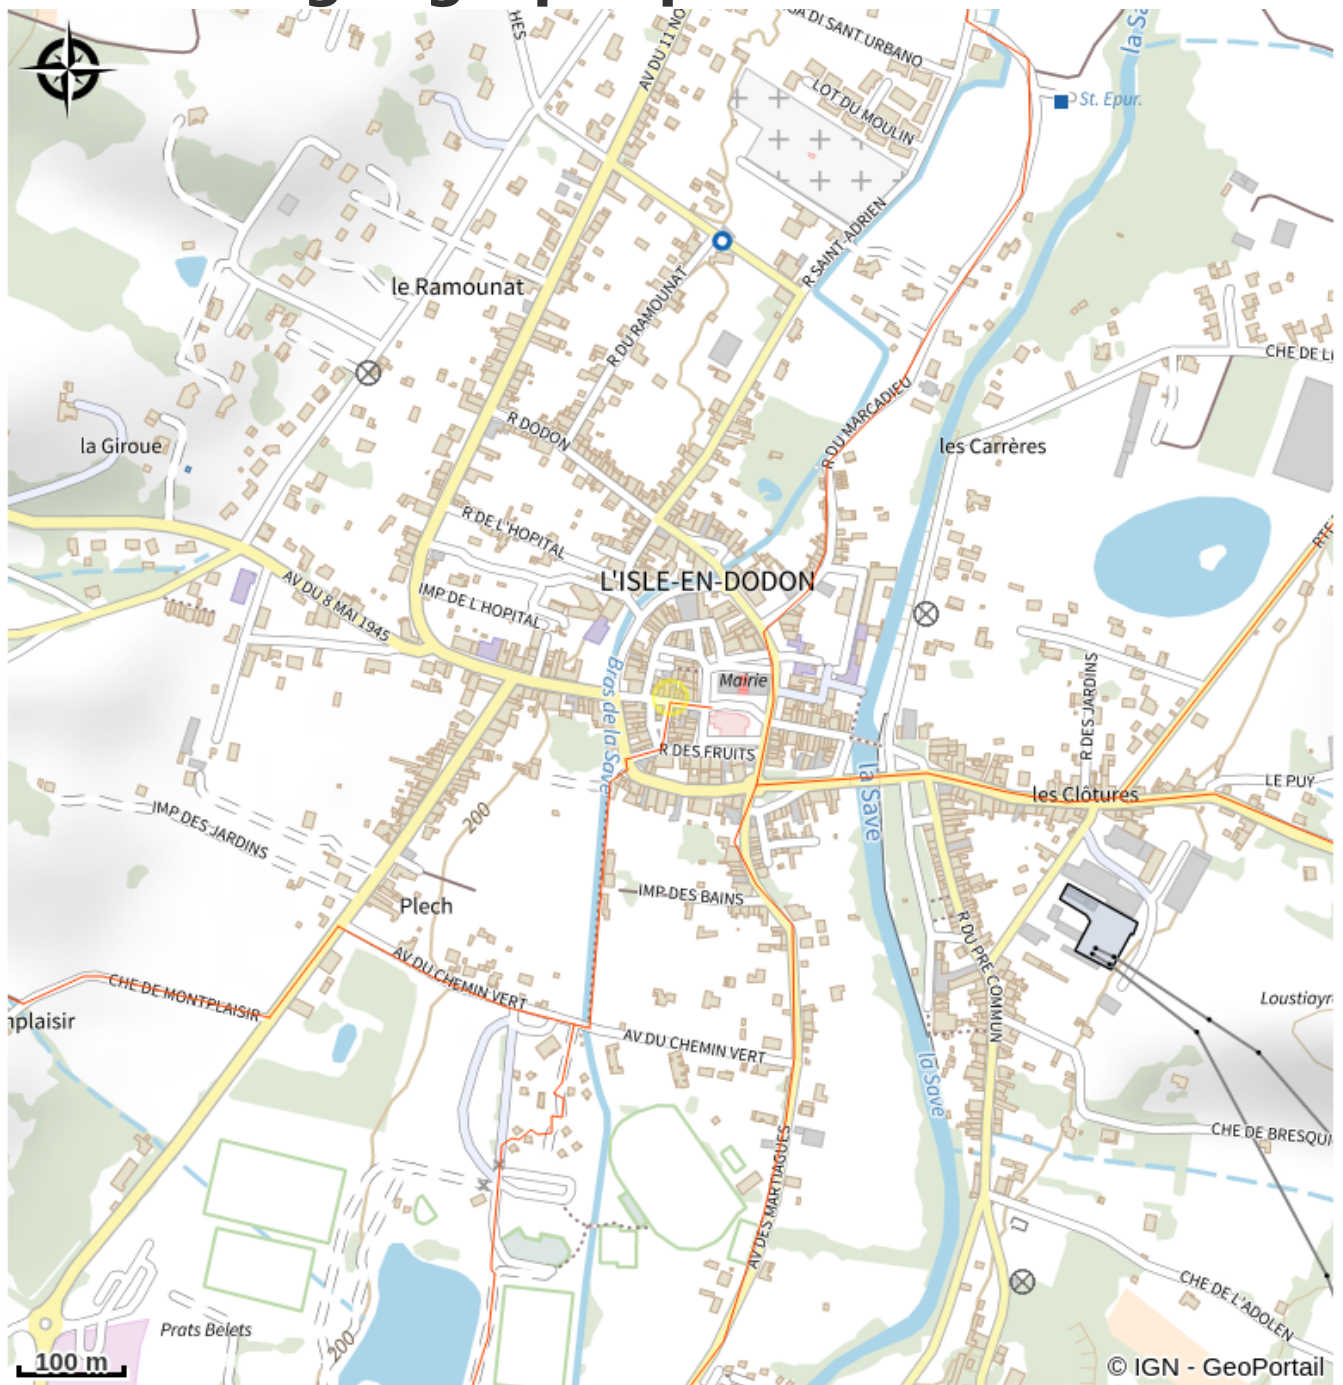 HES
AV DU 11 NO
DI SANT URBANO
la Sa
LOT DU MOULIN
St. Epur.
R SAINT-ADRIEN
le Ramounat
R DU RAMOUNAT
CHE DE L
R DU MARCADIEU
R DODON
la Giroue
les Carrères
R DE L'HOPITAL
RTE
L'ISLE-EN-DODON
AV DU 8 MAI 1945
IMP DE L'HOPITAL
Bras de la Save
Mairie
R DES JARDINS
R DES FRUITS
la Save
LE PUY
les Clôtures
200
IMP DES JARDINS
IMP DES BAINS
Plech
R DU PRE COMMUN
AV DU CHEMIN VERT
CHE DE MONTPLAISIR
Loustiayr
nplaisir
AV DU CHEMIN VERT
la Save
CHE DE BRESQUI
AV DES MARTIAGUES
CHE DE L'ADOLEN
Prats Belets
200
100 m
© IGN - GeoPortail